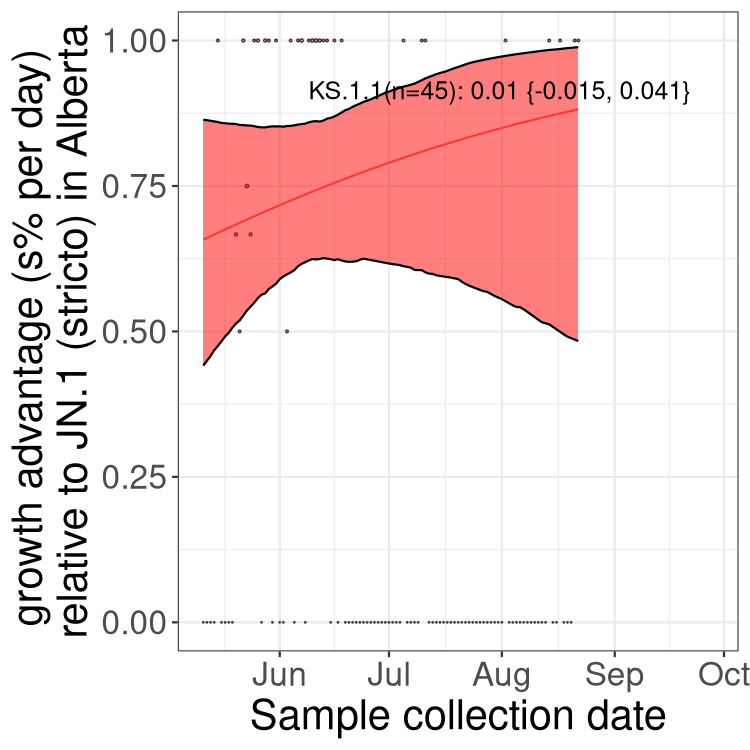 growth advantage (s% per day)
relative to JN.1 (stricto) in Alberta
1.00
0.75
0.50
0.25
0.00
KS.1.1(n=45): 0.01 {-0.015, 0.041}
Jun Jul Aug Sep Oct
Sample collection date